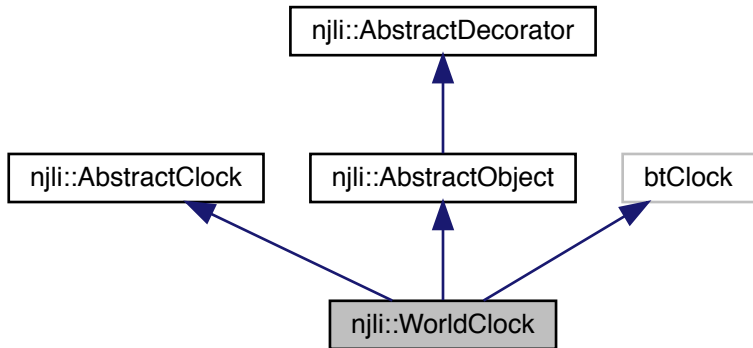 njli::AbstractDecorator
njli::AbstractClock
njli::AbstractObject
btClock
njli::WorldClock